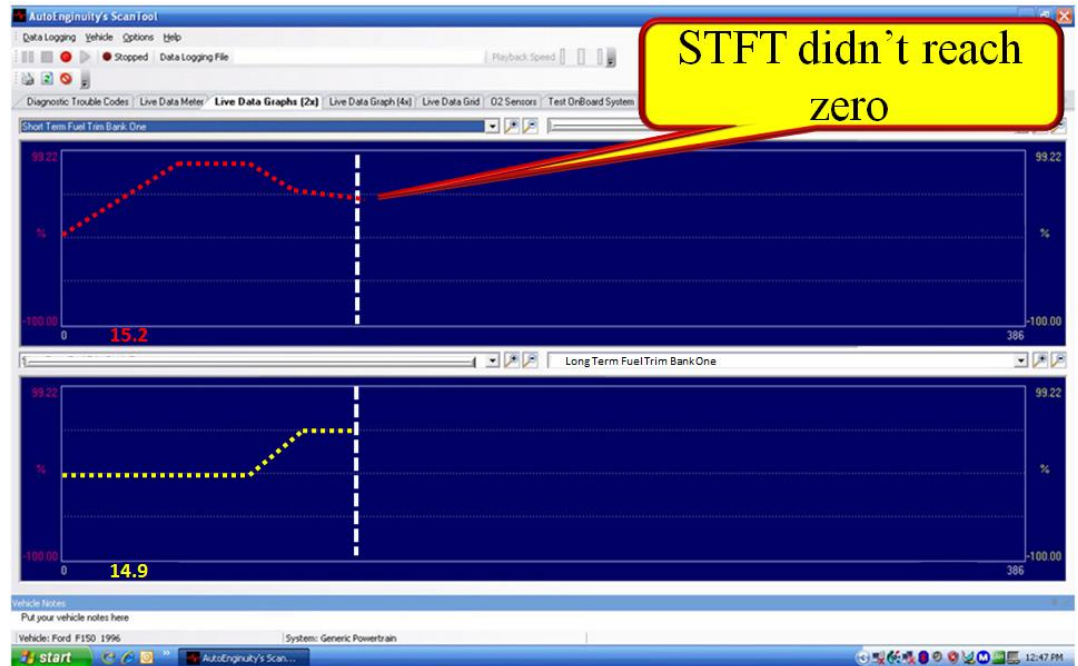 AutoEnginuity's ScanTool
STFT didn't reach
zero
Data Logging Vehicle Options Help
Stopped Data Logging File Playback Speed
Diagnostic Trouble Codes Live Data Meter Live Data Graphs (2x) Live Data Graph (4x) Live Data Grid O2 Sensors Test OnBoard System
Short Term Fuel Trim Bank One
99.22 99.22
% %
-100.00 -100.00
0 15.2 386
Long Term Fuel Trim Bank One
99.22 99.22
% %
-100.00 -100.00
0 14.9 386
Vehicle Notes
Put your vehicle notes here
Vehicle: Ford F150 1996 System: Generic Powertrain
start AutoEnginuity's Scan... 12:47 PM